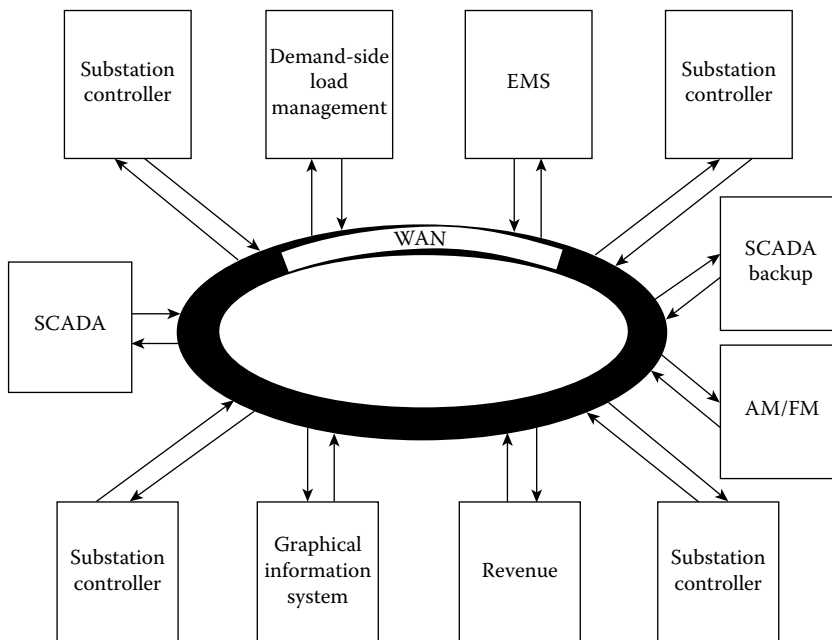 Substation
controller
Demand-side
load
management
EMS
Substation
controller
WAN
SCADA
backup
SCADA
AM/FM
Substation
controller
Graphical
information
system
Revenue
Substation
controller